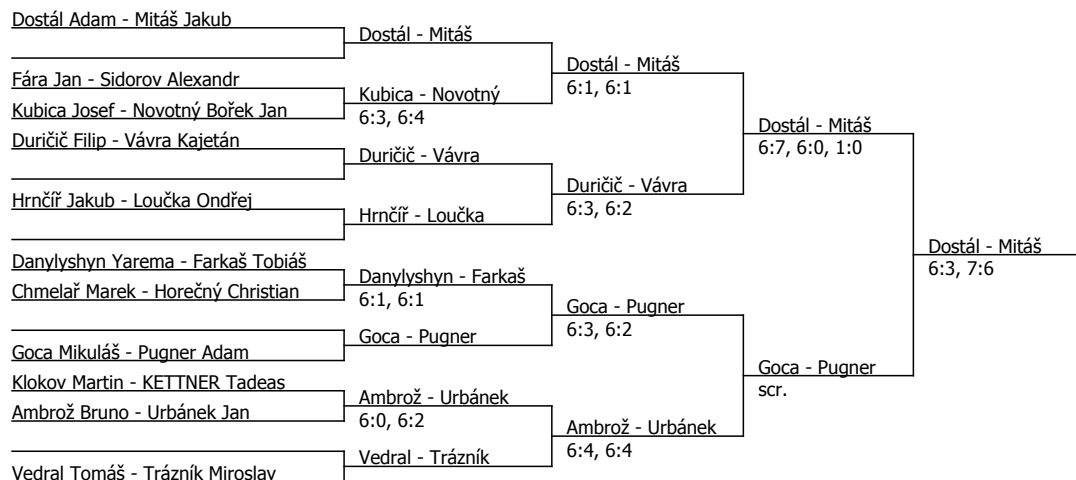 Dostál Adam - Mitáš Jakub
Dostál - Mitáš
Dostál - Mitáš
6:1, 6:1
Fára Jan - Sidorov Alexandr
Kubica - Novotný
6:3, 6:4
Kubica Josef - Novotný Bořek Jan
Dostál - Mitáš
6:7, 6:0, 1:0
Duričič Filip - Vávra Kajetán
Duričič - Vávra
Duričič - Vávra
6:3, 6:2
Hrnčíř Jakub - Loučka Ondřej
Hrnčíř - Loučka
Dostál - Mitáš
6:3, 7:6
Danylyshyn Yarema - Farkaš Tobiáš
Danylyshyn - Farkaš
6:1, 6:1
Chmelař Marek - Horečný Christian
Goca - Pugner
6:3, 6:2
Goca - Pugner
Goca Mikuláš - Pugner Adam
Goca - Pugner
scr.
Klokov Martin - KETTNER Tadeas
Ambrož - Urbánek
6:0, 6:2
Ambrož Bruno - Urbánek Jan
Ambrož - Urbánek
6:4, 6:4
Vedral - Trázník
Vedral Tomáš - Trázník Miroslav